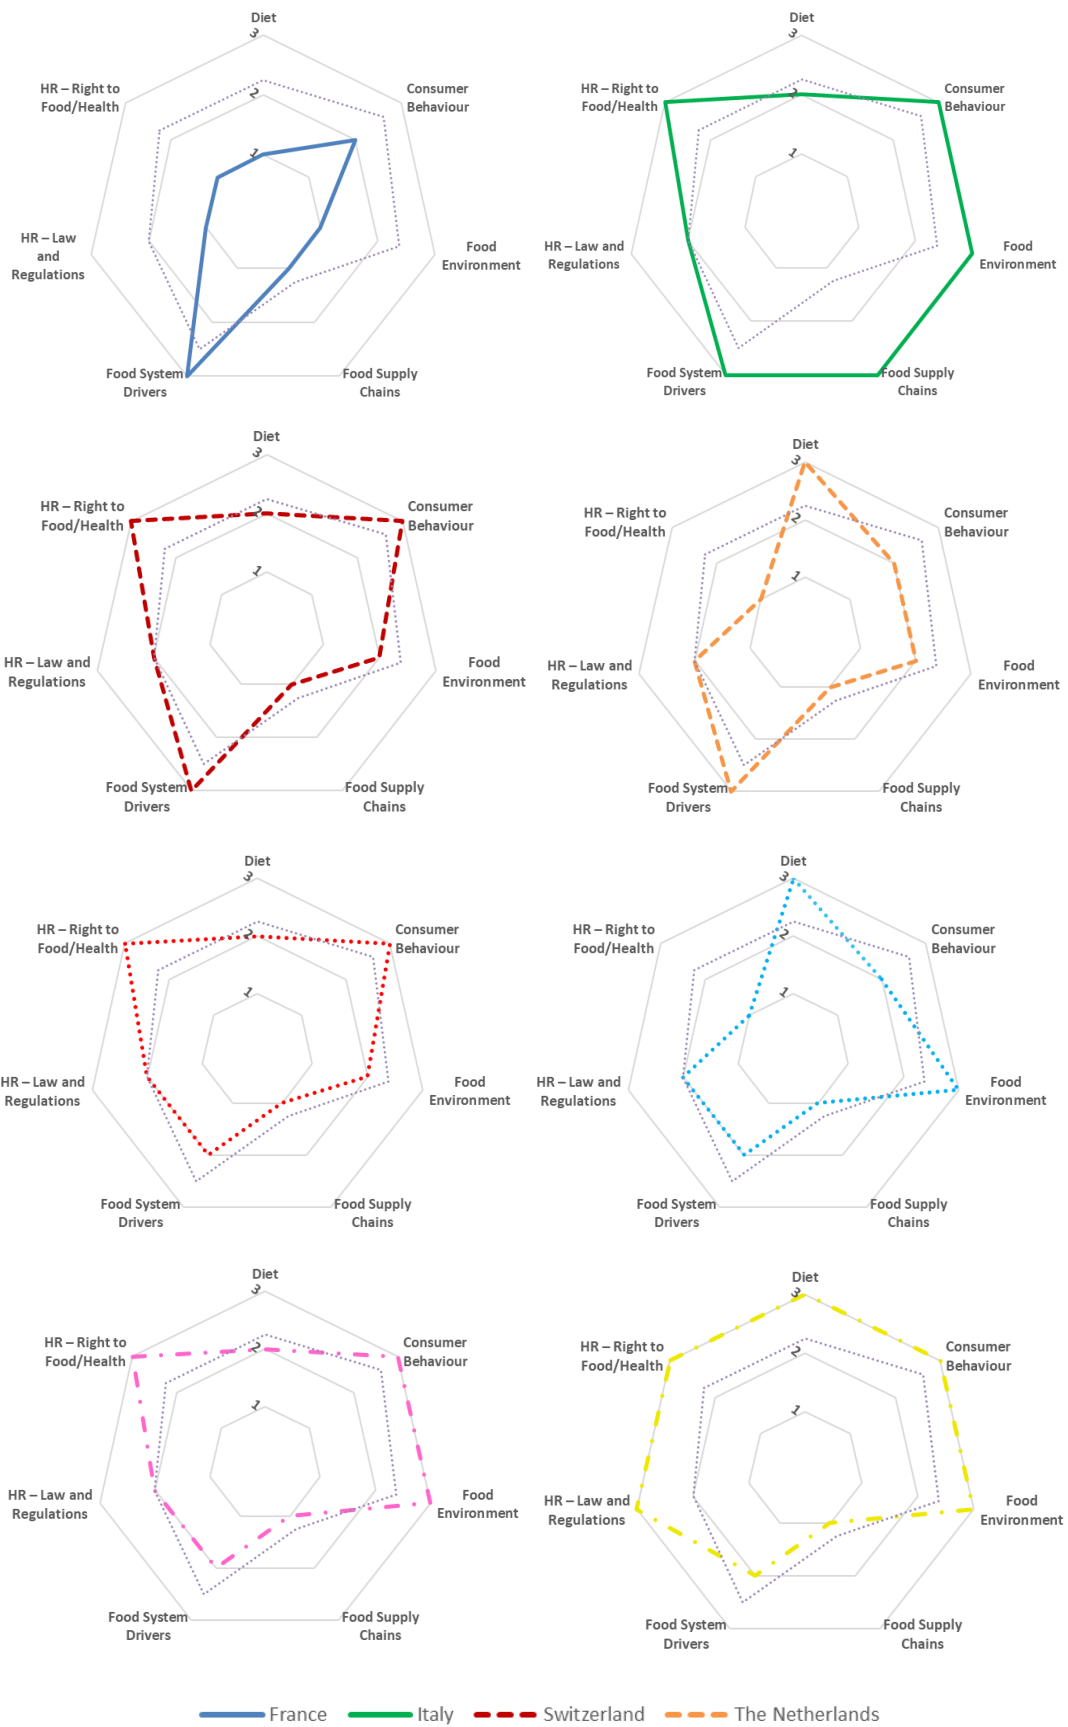 Diet
3
2
1
Consumer
Behaviour
Food
Environment
Food Supply
Chains
Food System
Drivers
HR – Law
and
Regulations
HR – Right to
Food/Health
Diet
3
2
1
Consumer
Behaviour
Food
Environment
Food Supply
Chains
Food System
Drivers
HR – Law and
Regulations
HR – Right to
Food/Health
Diet
3
2
1
Consumer
Behaviour
Food
Environment
Food Supply
Chains
Food System
Drivers
HR – Law and
Regulations
HR – Right to
Food/Health
Diet
3
2
1
Consumer
Behaviour
Food
Environment
Food Supply
Chains
Food System
Drivers
HR – Law and
Regulations
HR – Right to
Food/Health
Diet
3
2
1
Consumer
Behaviour
Food
Environment
Food Supply
Chains
Food System
Drivers
HR – Law and
Regulations
HR – Right to
Food/Health
Diet
3
2
1
Consumer
Behaviour
Food
Environment
Food Supply
Chains
Food System
Drivers
HR – Law and
Regulations
HR – Right to
Food/Health
Diet
3
2
1
Consumer
Behaviour
Food
Environment
Food Supply
Chains
Food System
Drivers
HR – Law and
Regulations
HR – Right to
Food/Health
Diet
3
2
1
Consumer
Behaviour
Food
Environment
Food Supply
Chains
Food System
Drivers
HR – Law and
Regulations
HR – Right to
Food/Health
France Italy Switzerland The Netherlands